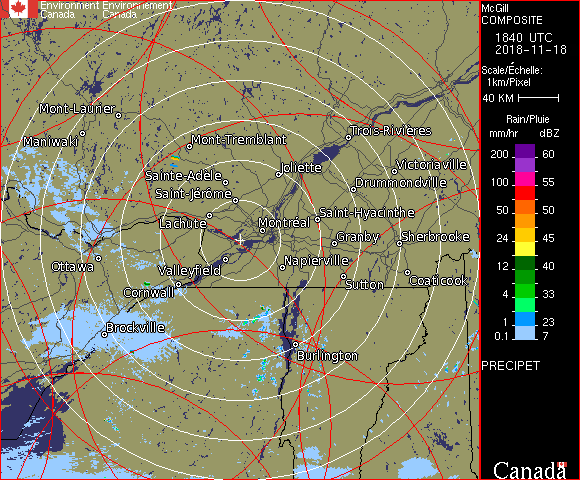 Environment Environnement
Canada Canada
McGill
COMPOSITE
1840 UTC
2018-11-18
Scale/Échelle:
1km/Pixel
40 KM
Rain/Pluie
mm/hr dBZ
200 60
150 55
100 55
50 50
24 45
12 40
4 33
1 23
0.1 7
PRECIPET
Canada
Mont-Laurier
Maniwaki
Mont-Tremblant
Trois-Rivières
Sainte-Adèle
Joliette
Victoriaville
Saint-Jérôme
Drummondville
Lachute
Montréal
Saint-Hyacinthe
Granby
Sherbrooke
Ottawa
Valleyfield
Napierville
Cornwall
Sutton
Coaticook
Brockville
Burlington